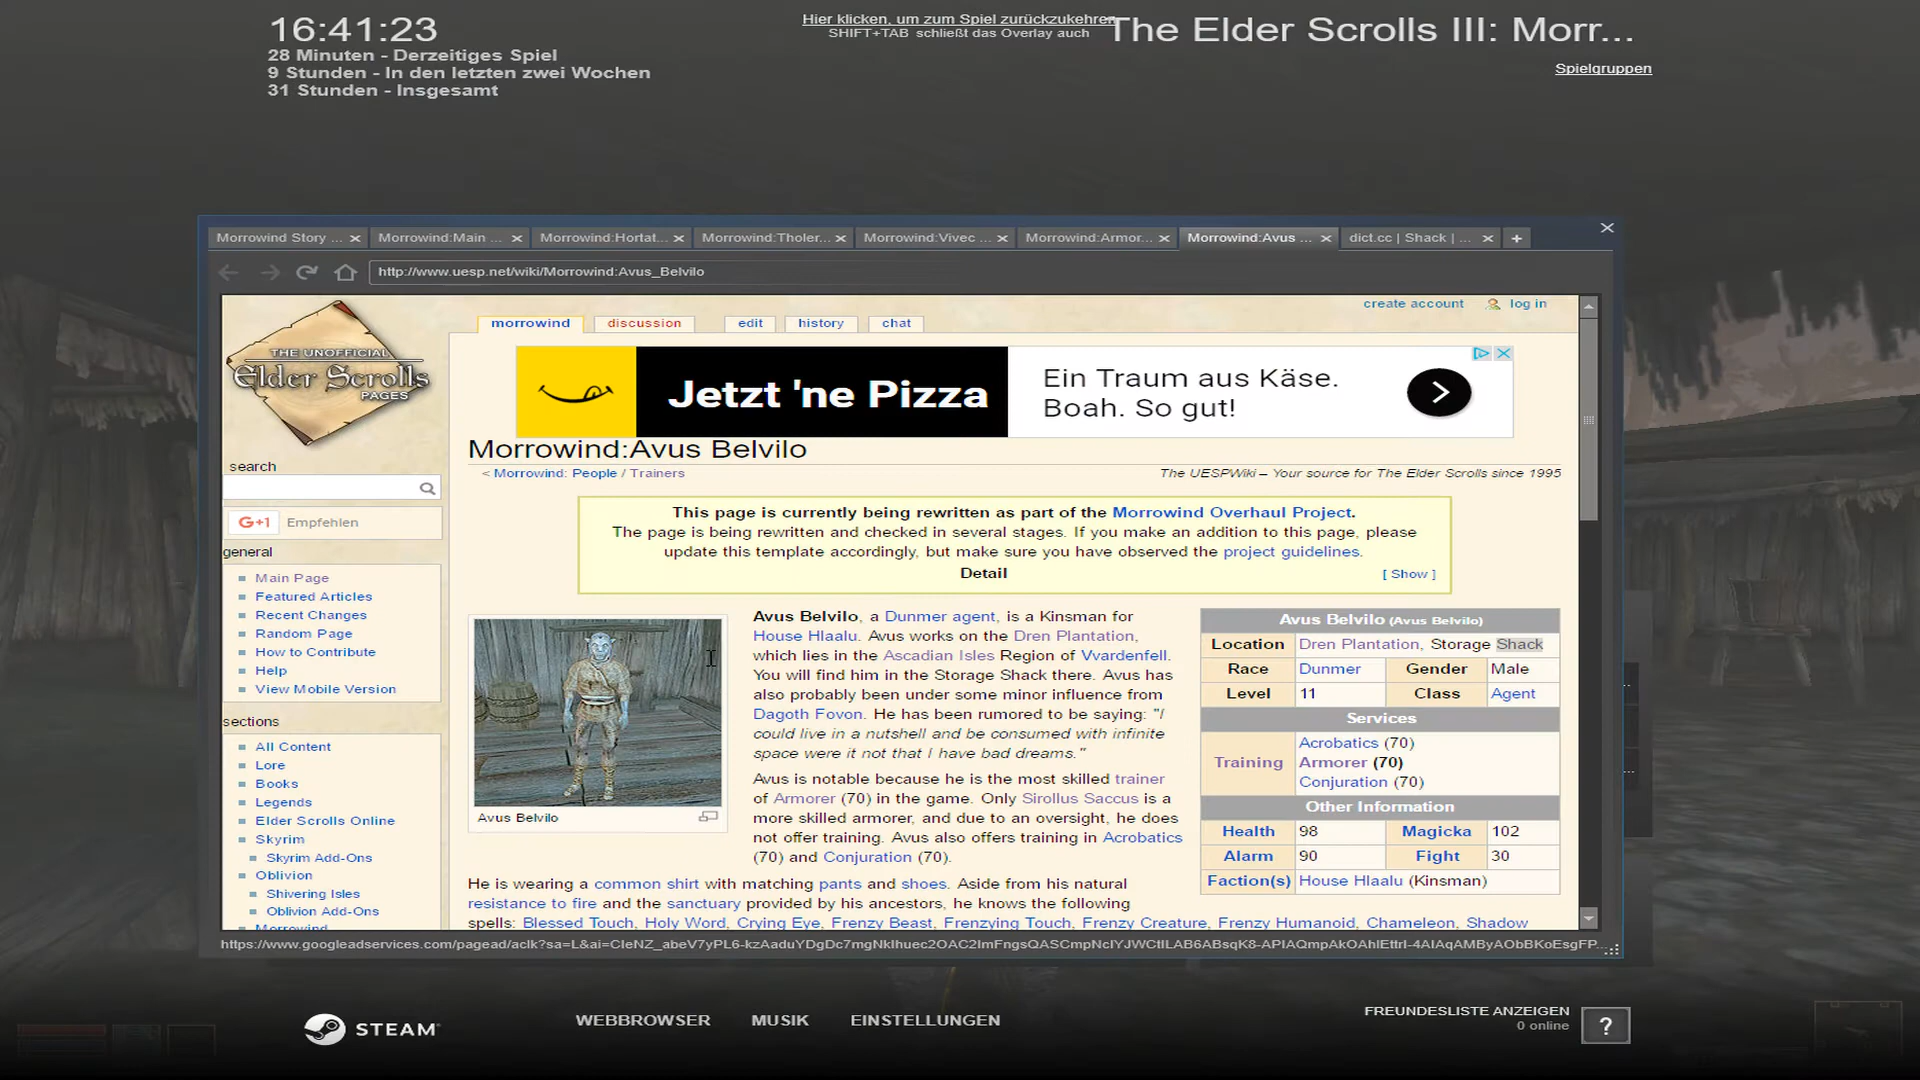 16:41:23
28 Minuten - Derzeitiges Spiel
9 Stunden - In den letzten zwei Wochen
31 Stunden - Insgesamt
Hier klicken, um zum Spiel zurückzukehren
SHIFT+TAB schließt das Overlay auch
The Elder Scrolls III: Morr...
Spielgruppen
Morrowind Story ...
Morrowind:Main ...
Morrowind:Hortat...
Morrowind:Tholer...
Morrowind:Vivec ...
Morrowind:Armor...
Morrowind:Avus ...
dict.cc | Shack | ...
http://www.uesp.net/wiki/Morrowind:Avus_Belvilo
THE UNOFFICIAL
Elder Scrolls
PAGES
search
G+1 Empfehlen
general
Main Page
Featured Articles
Recent Changes
Random Page
How to Contribute
Help
View Mobile Version
sections
All Content
Lore
Books
Legends
Elder Scrolls Online
Skyrim
Skyrim Add-Ons
Oblivion
Shivering Isles
Oblivion Add-Ons
Morrowind
create account
log in
morrowind
discussion
edit
history
chat
Jetzt 'ne Pizza
Ein Traum aus Käse.
Boah. So gut!
Morrowind:Avus Belvilo
< Morrowind: People / Trainers
The UESPWiki – Your source for The Elder Scrolls since 1995
This page is currently being rewritten as part of the Morrowind Overhaul Project.
The page is being rewritten and checked in several stages. If you make an addition to this page, please
update this template accordingly, but make sure you have observed the project guidelines.
Detail
[ Show ]
Avus Belvilo
Avus Belvilo, a Dunmer agent, is a Kinsman for
House Hlaalu. Avus works on the Dren Plantation,
which lies in the Ascadian Isles Region of Vvardenfell.
You will find him in the Storage Shack there. Avus has
also probably been under some minor influence from
Dagoth Fovon. He has been rumored to be saying: "I
could live in a nutshell and be consumed with infinite
space were it not that I have bad dreams."
Avus is notable because he is the most skilled trainer
of Armorer (70) in the game. Only Sirollus Saccus is a
more skilled armorer, and due to an oversight, he does
not offer training. Avus also offers training in Acrobatics
(70) and Conjuration (70).
He is wearing a common shirt with matching pants and shoes. Aside from his natural
resistance to fire and the sanctuary provided by his ancestors, he knows the following
spells: Blessed Touch, Holy Word, Crying Eye, Frenzy Beast, Frenzying Touch, Frenzy Creature, Frenzy Humanoid, Chameleon, Shadow
Avus Belvilo (Avus Belvilo)
Location Dren Plantation, Storage Shack
Race Dunmer Gender Male
Level 11 Class Agent
Services
Training
Acrobatics (70)
Armorer (70)
Conjuration (70)
Other Information
Health 98 Magicka 102
Alarm 90 Fight 30
Faction(s) House Hlaalu (Kinsman)
STEAM
WEBBROWSER
MUSIK
EINSTELLUNGEN
FREUNDESLISTE ANZEIGEN
0 online
?